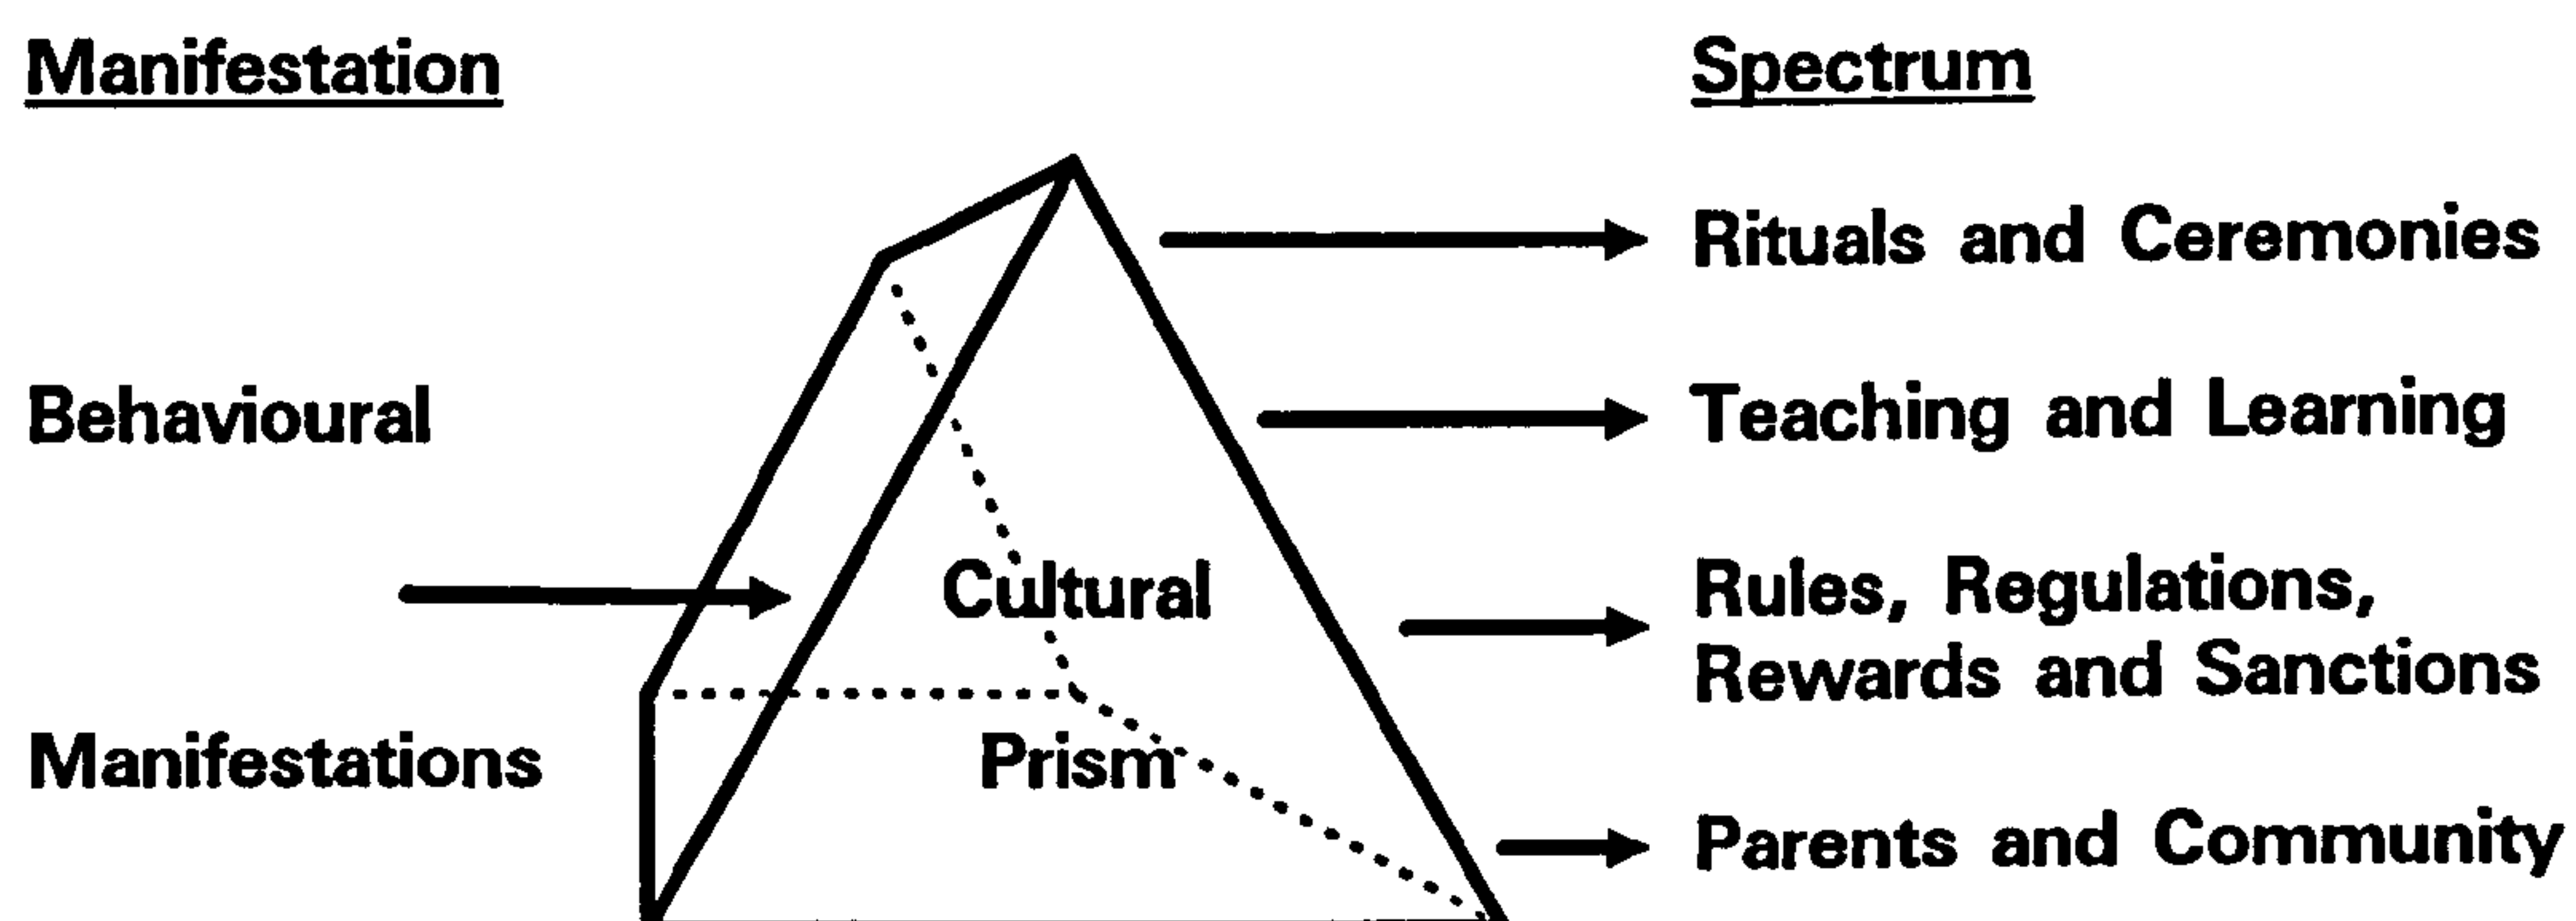 Manifestation
Spectrum
Rituals and Ceremonies
Behavioural
Teaching and Learning
Cultural
Rules, Regulations,
Rewards and Sanctions
Manifestations
Prism
Parents and Community